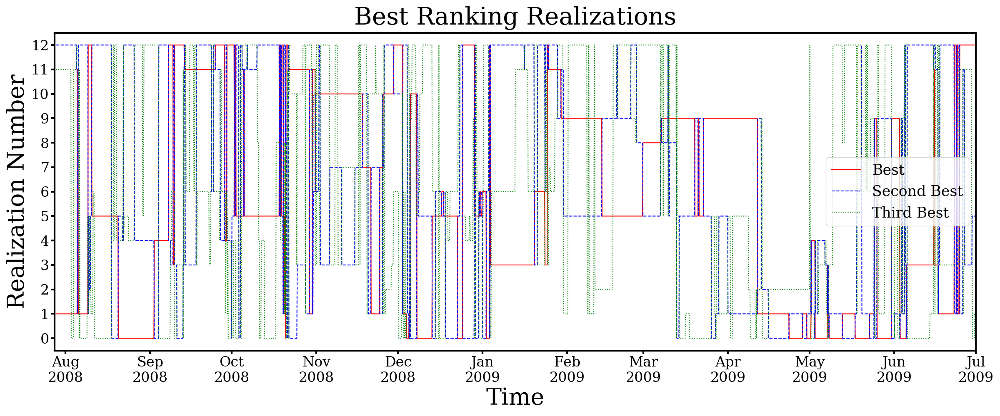 Best Ranking Realizations
Realization Number
12
11
10
9
8
7
6
5
4
3
2
1
0
Best
Second Best
Third Best
Aug Sep Oct Nov Dec Jan Feb Mar Apr May Jun Jul
2008 2008 2008 2008 2008 2009 2009 2009 2009 2009 2009 2009
Time